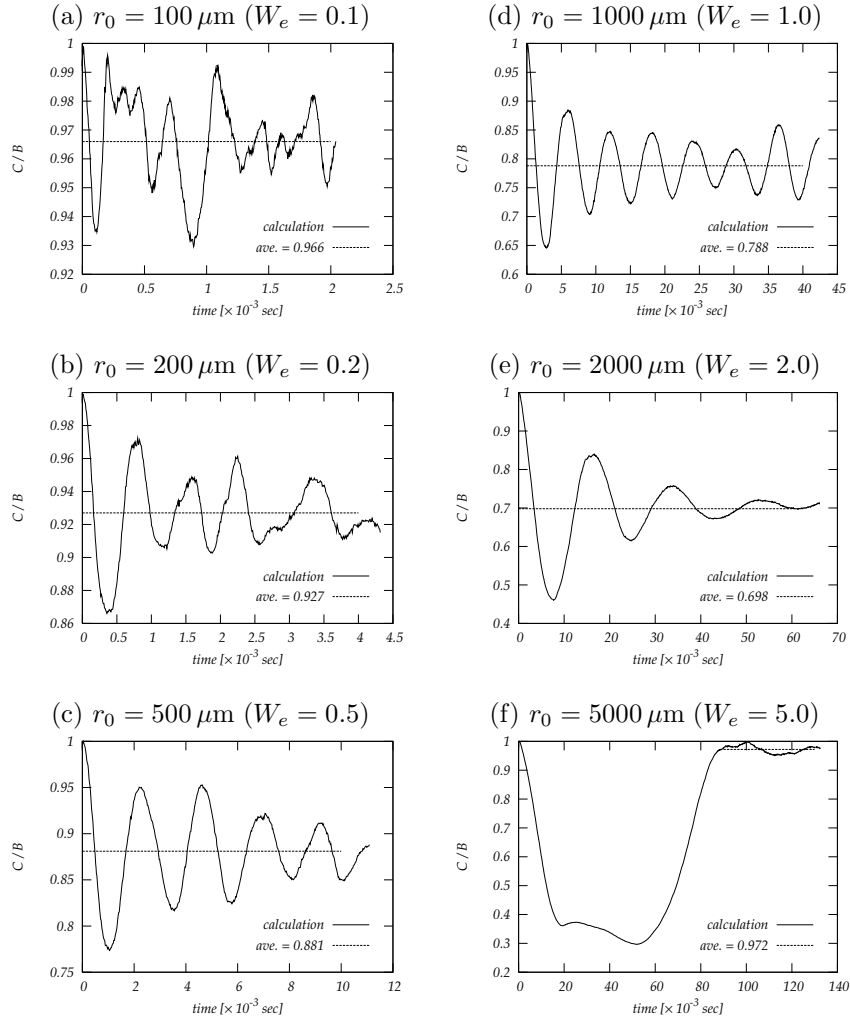 (a) r₀ = 100 μm (Wₑ = 0.1)
1
0.99
0.98
0.97
0.96
0.95
0.94
0.93
0.92
C / B
calculation
ave. = 0.966
0 0.5 1 1.5 2 2.5
time [× 10⁻³ sec]
(b) r₀ = 200 μm (Wₑ = 0.2)
1
0.98
0.96
0.94
0.92
0.9
0.88
0.86
C / B
calculation
ave. = 0.927
0 0.5 1 1.5 2 2.5 3 3.5 4 4.5
time [× 10⁻³ sec]
(c) r₀ = 500 μm (Wₑ = 0.5)
1
0.95
0.9
0.85
0.8
0.75
C / B
calculation
ave. = 0.881
0 2 4 6 8 10 12
time [× 10⁻³ sec]
(d) r₀ = 1000 μm (Wₑ = 1.0)
1
0.95
0.9
0.85
0.8
0.75
0.7
0.65
0.6
C / B
calculation
ave. = 0.788
0 5 10 15 20 25 30 35 40 45
time [× 10⁻³ sec]
(e) r₀ = 2000 μm (Wₑ = 2.0)
1
0.9
0.8
0.7
0.6
0.5
0.4
C / B
calculation
ave. = 0.698
0 10 20 30 40 50 60 70
time [× 10⁻³ sec]
(f) r₀ = 5000 μm (Wₑ = 5.0)
1
0.9
0.8
0.7
0.6
0.5
0.4
0.3
0.2
C / B
calculation
ave. = 0.972
0 20 40 60 80 100 120 140
time [× 10⁻³ sec]